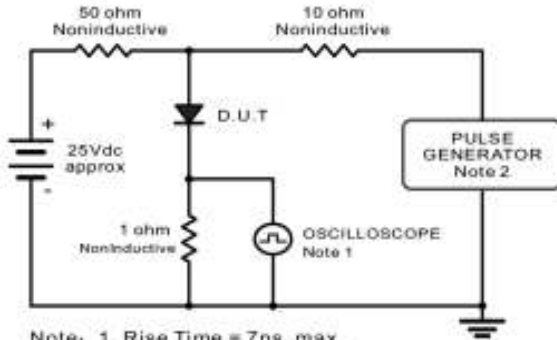 50 ohm
Noninductive
10 ohm
Noninductive
+
D.U.T
25Vdc
approx
-
PULSE
GENERATOR
Note 2
1 ohm
NonInductive
OSCILLOSCOPE
Note 1
Note: 1. Rise Time = 7ns max